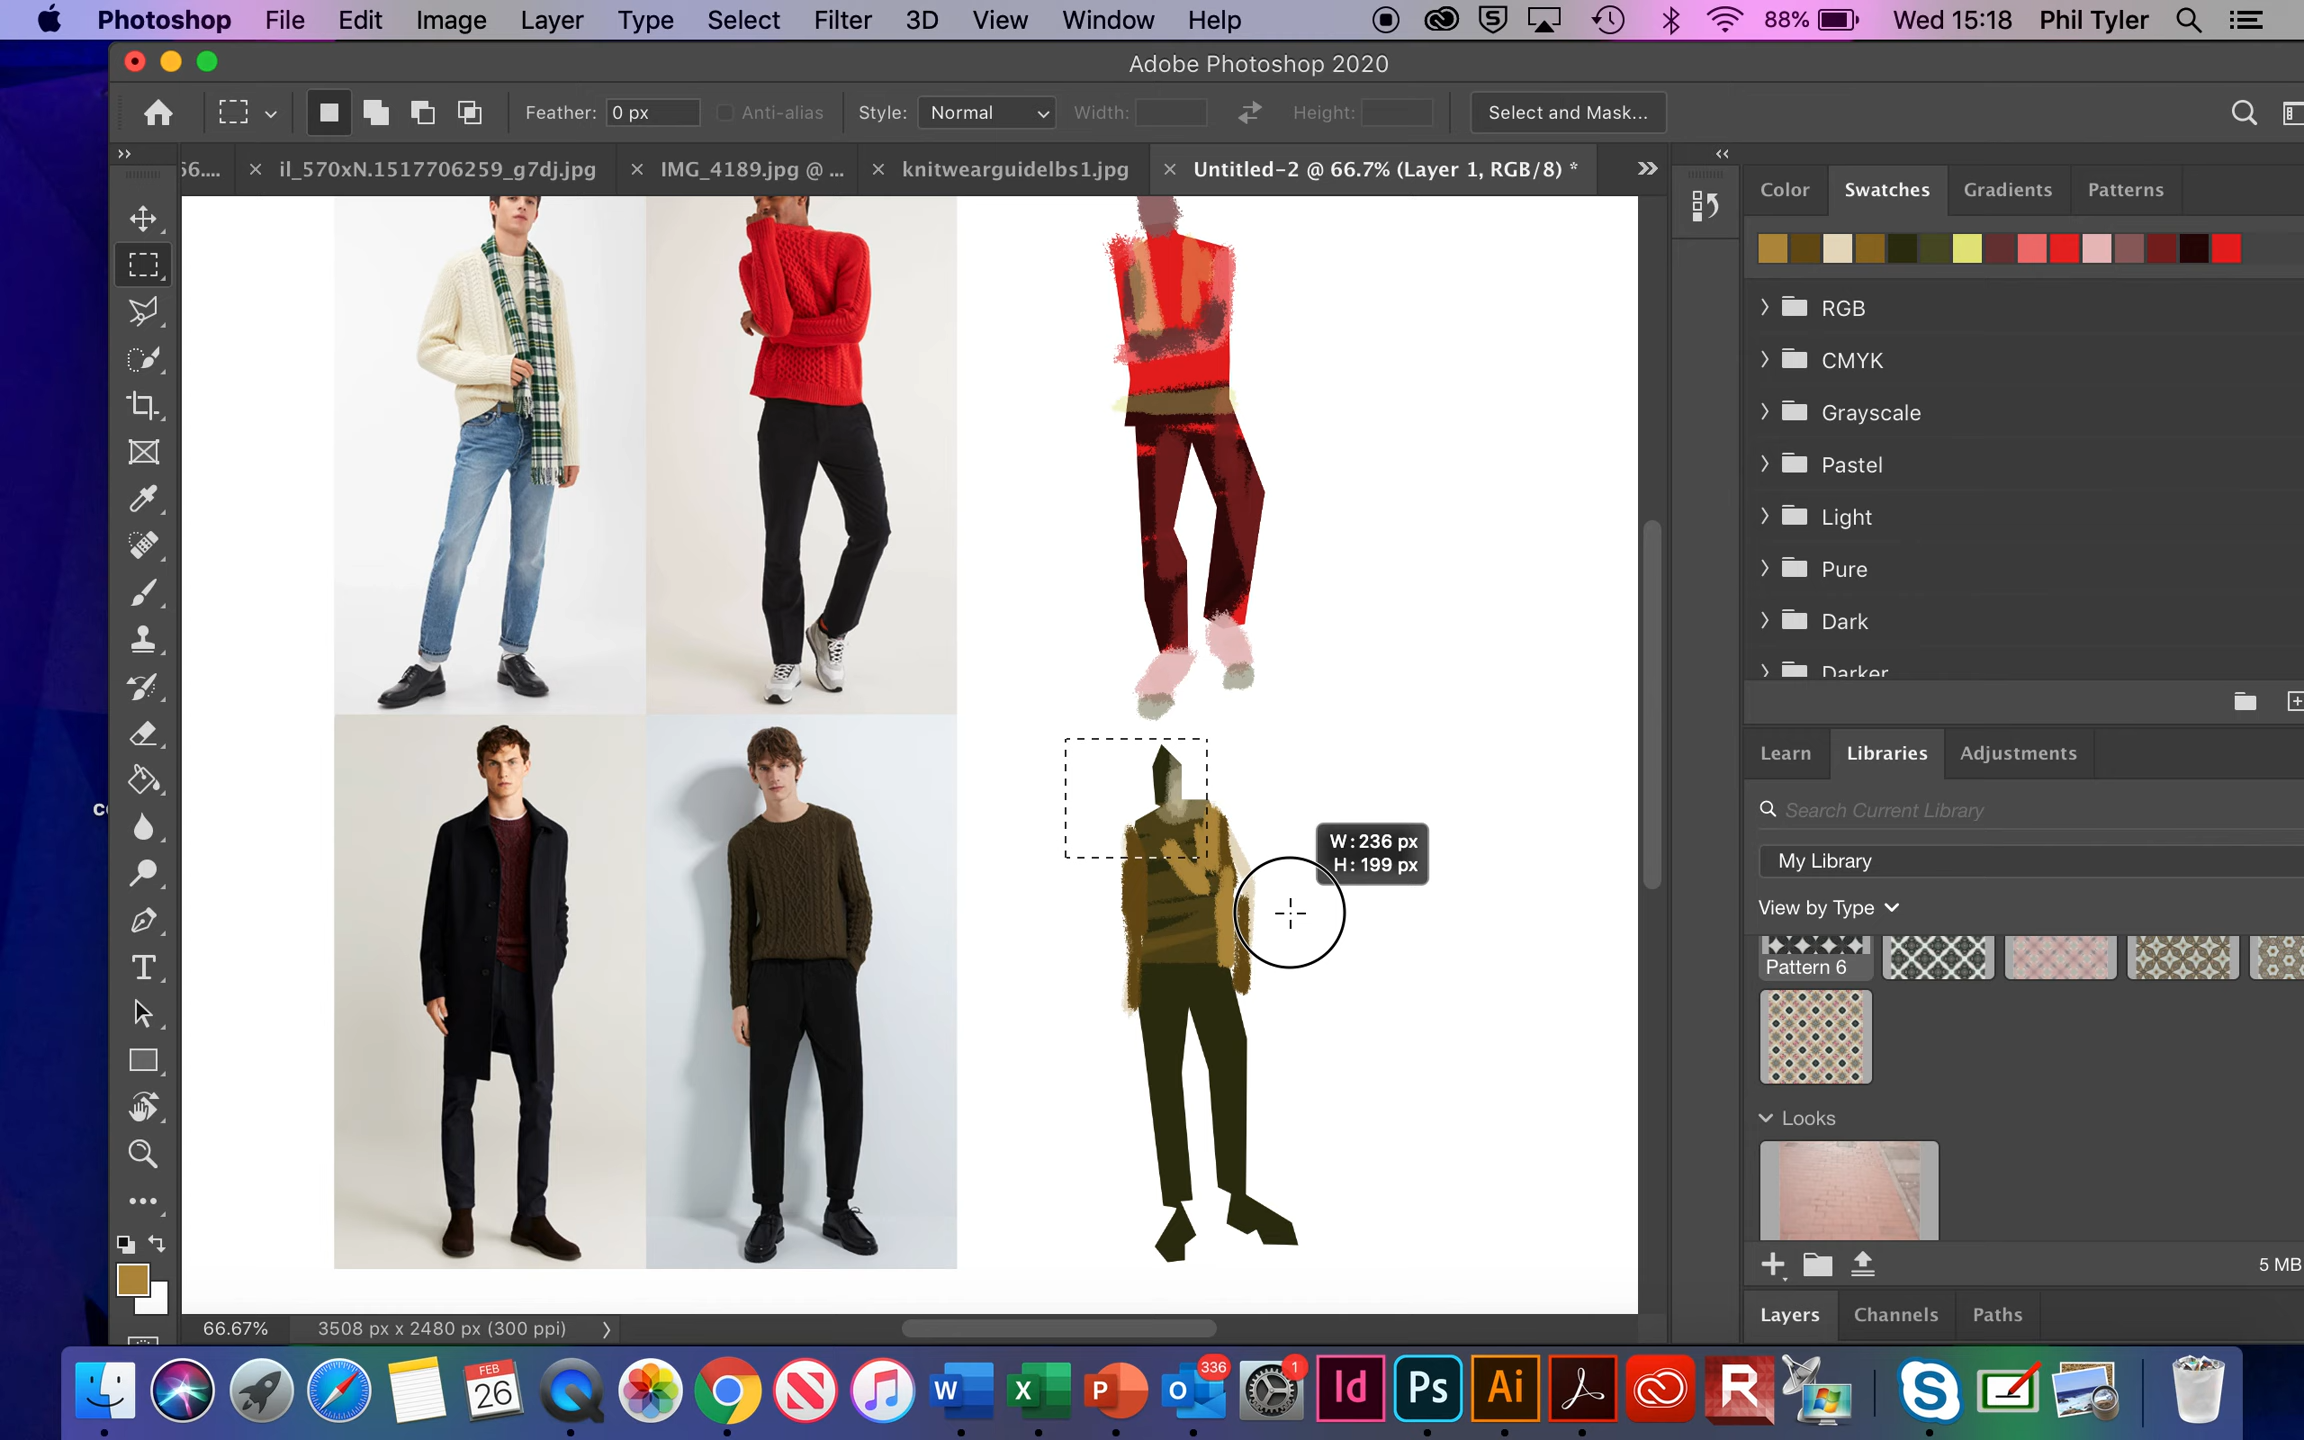 Photoshop File Edit Image Layer Type Select Filter 3D View Window Help 88% Wed 15:18 Phil Tyler
Adobe Photoshop 2020
Feather: 0 px Anti-alias Style: Normal Width: Height: Select and Mask...
66.... il_570xN.1517706259_g7dj.jpg IMG_4189.jpg @ ... knitwearguidelbs1.jpg Untitled-2 @ 66.7% (Layer 1, RGB/8) *
Color Swatches Gradients Patterns
RGB
CMYK
Grayscale
Pastel
Light
Pure
Dark
Darker
Learn Libraries Adjustments
Search Current Library
My Library
View by Type
W: 236 px
H: 199 px
Pattern 6
Looks
5 MB
Layers Channels Paths
66.67% 3508 px x 2480 px (300 ppi)
FEB
26
336
1
W X P O Id Ps Ai R S